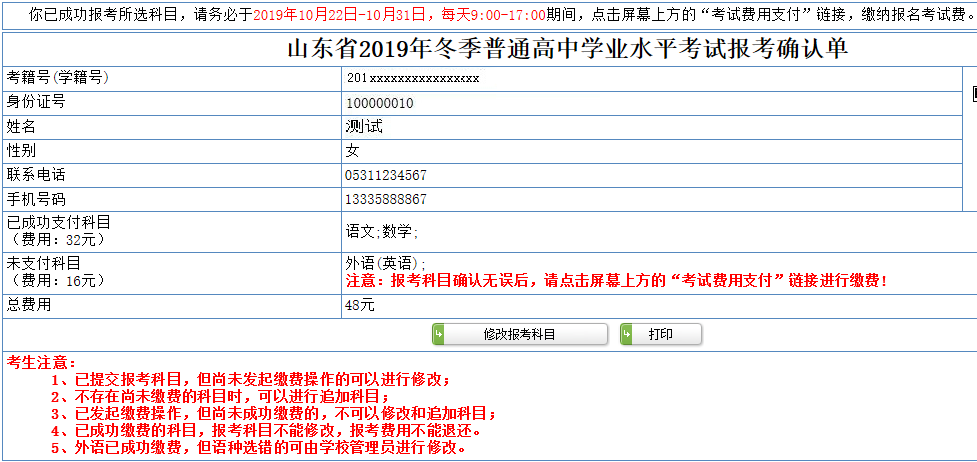 你已成功报考所选科目，请务必于2019年10月22日-10月31日，每天9:00-17:00期间，点击屏幕上方的“考试费用支付”链接，缴纳报名考试费。
山东省2019年冬季普通高中学业水平考试报考确认单
考籍号(学籍号) 201xxxxxxxxxxxxxxxx
身份证号 100000010
姓名 测试
性别 女
联系电话 05311234567
手机号码 13335888867
已成功支付科目
（费用：32元） 语文;数学;
未支付科目 外语(英语);
（费用：16元） 注意：报考科目确认无误后，请点击屏幕上方的“考试费用支付”链接进行缴费！
总费用 48元
修改报考科目 打印
考生注意：
1、已提交报考科目，但尚未发起缴费操作的可以进行修改；
2、不存在尚未缴费的科目时，可以进行追加科目；
3、已发起缴费操作，但尚未成功缴费的，不可以修改和追加科目；
4、已成功缴费的科目，报考科目不能修改，报考费用不能退还。
5、外语已成功缴费，但语种选错的可由学校管理员进行修改。